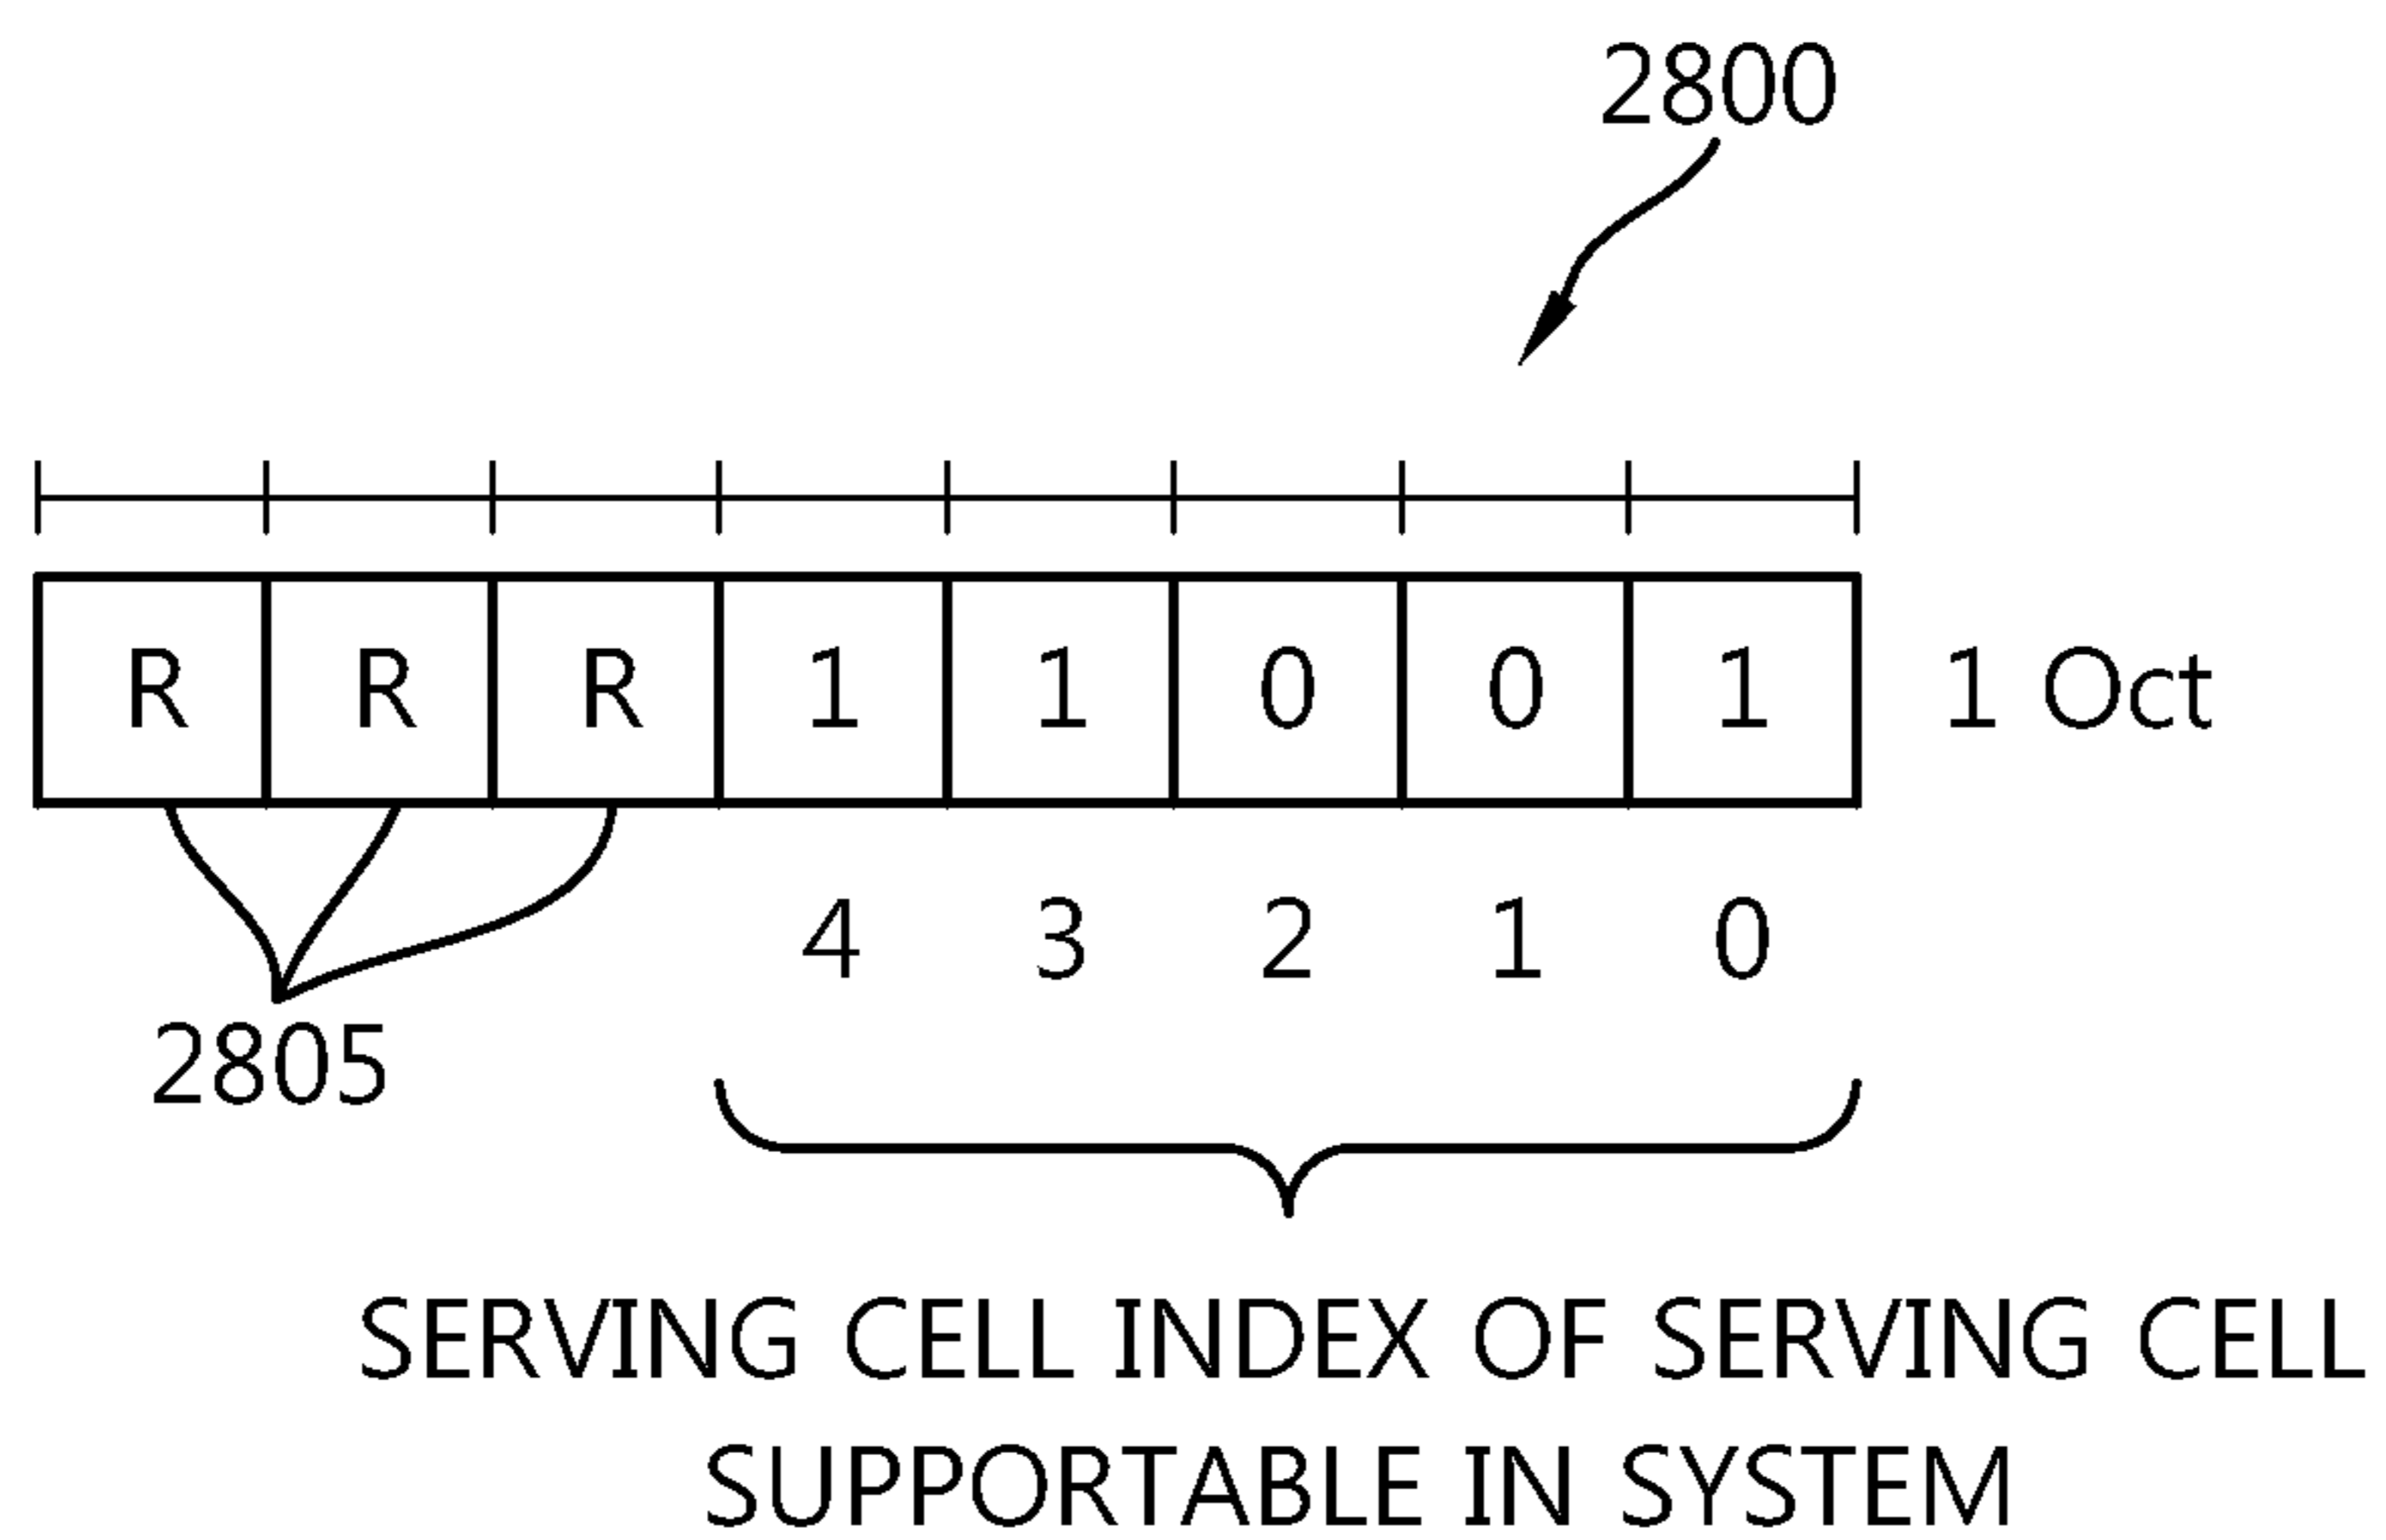 2800
R R R 1 1 0 0 1 1 Oct
4 3 2 1 0
2805
SERVING CELL INDEX OF SERVING CELL
SUPPORTABLE IN SYSTEM